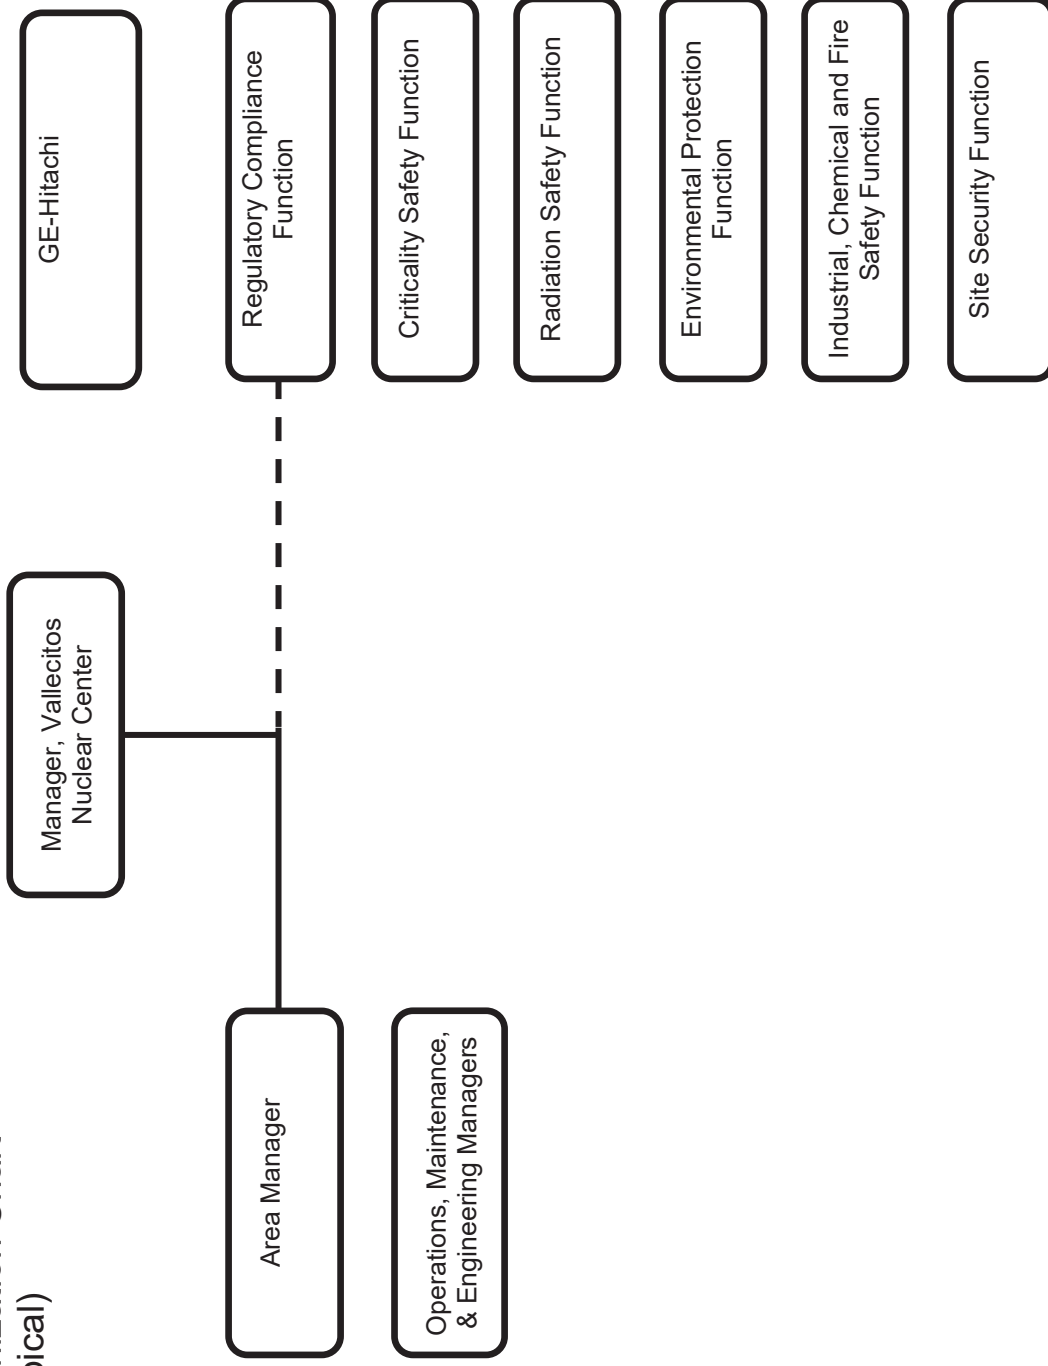 pical)
Manager, Vallecitos
Nuclear Center
GE-Hitachi
Area Manager
Regulatory Compliance
Function
Operations, Maintenance,
& Engineering Managers
Criticality Safety Function
Radiation Safety Function
Environmental Protection
Function
Industrial, Chemical and Fire
Safety Function
Site Security Function